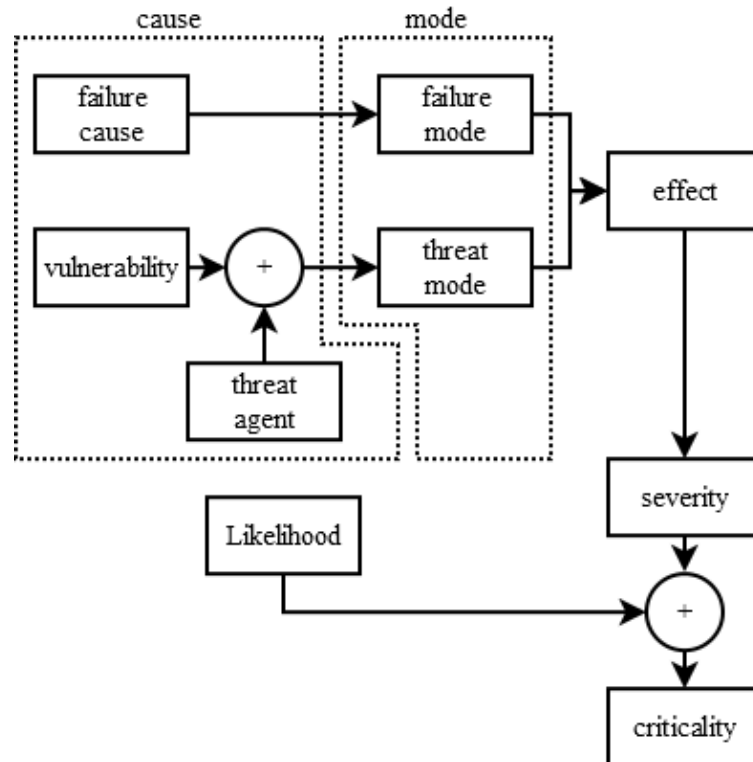 cause
mode
failure
cause
failure
mode
effect
vulnerability
+
threat
mode
threat
agent
severity
Likelihood
+
criticality